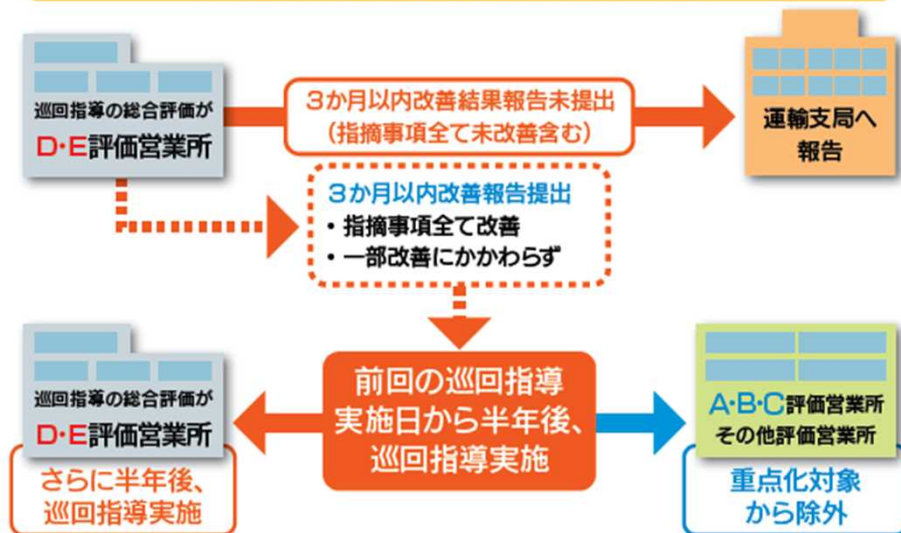 巡回指導の総合評価が
D・E評価営業所
3か月以内改善結果報告未提出
(指摘事項全て未改善含む)
運輸支局へ
報告
3か月以内改善報告提出
・指摘事項全て改善
・一部改善にかかわらず
巡回指導の総合評価が
D・E評価営業所
さらに半年後、
巡回指導実施
前回の巡回指導
実施日から半年後、
巡回指導実施
A・B・C評価営業所
その他評価営業所
重点化対象
から除外